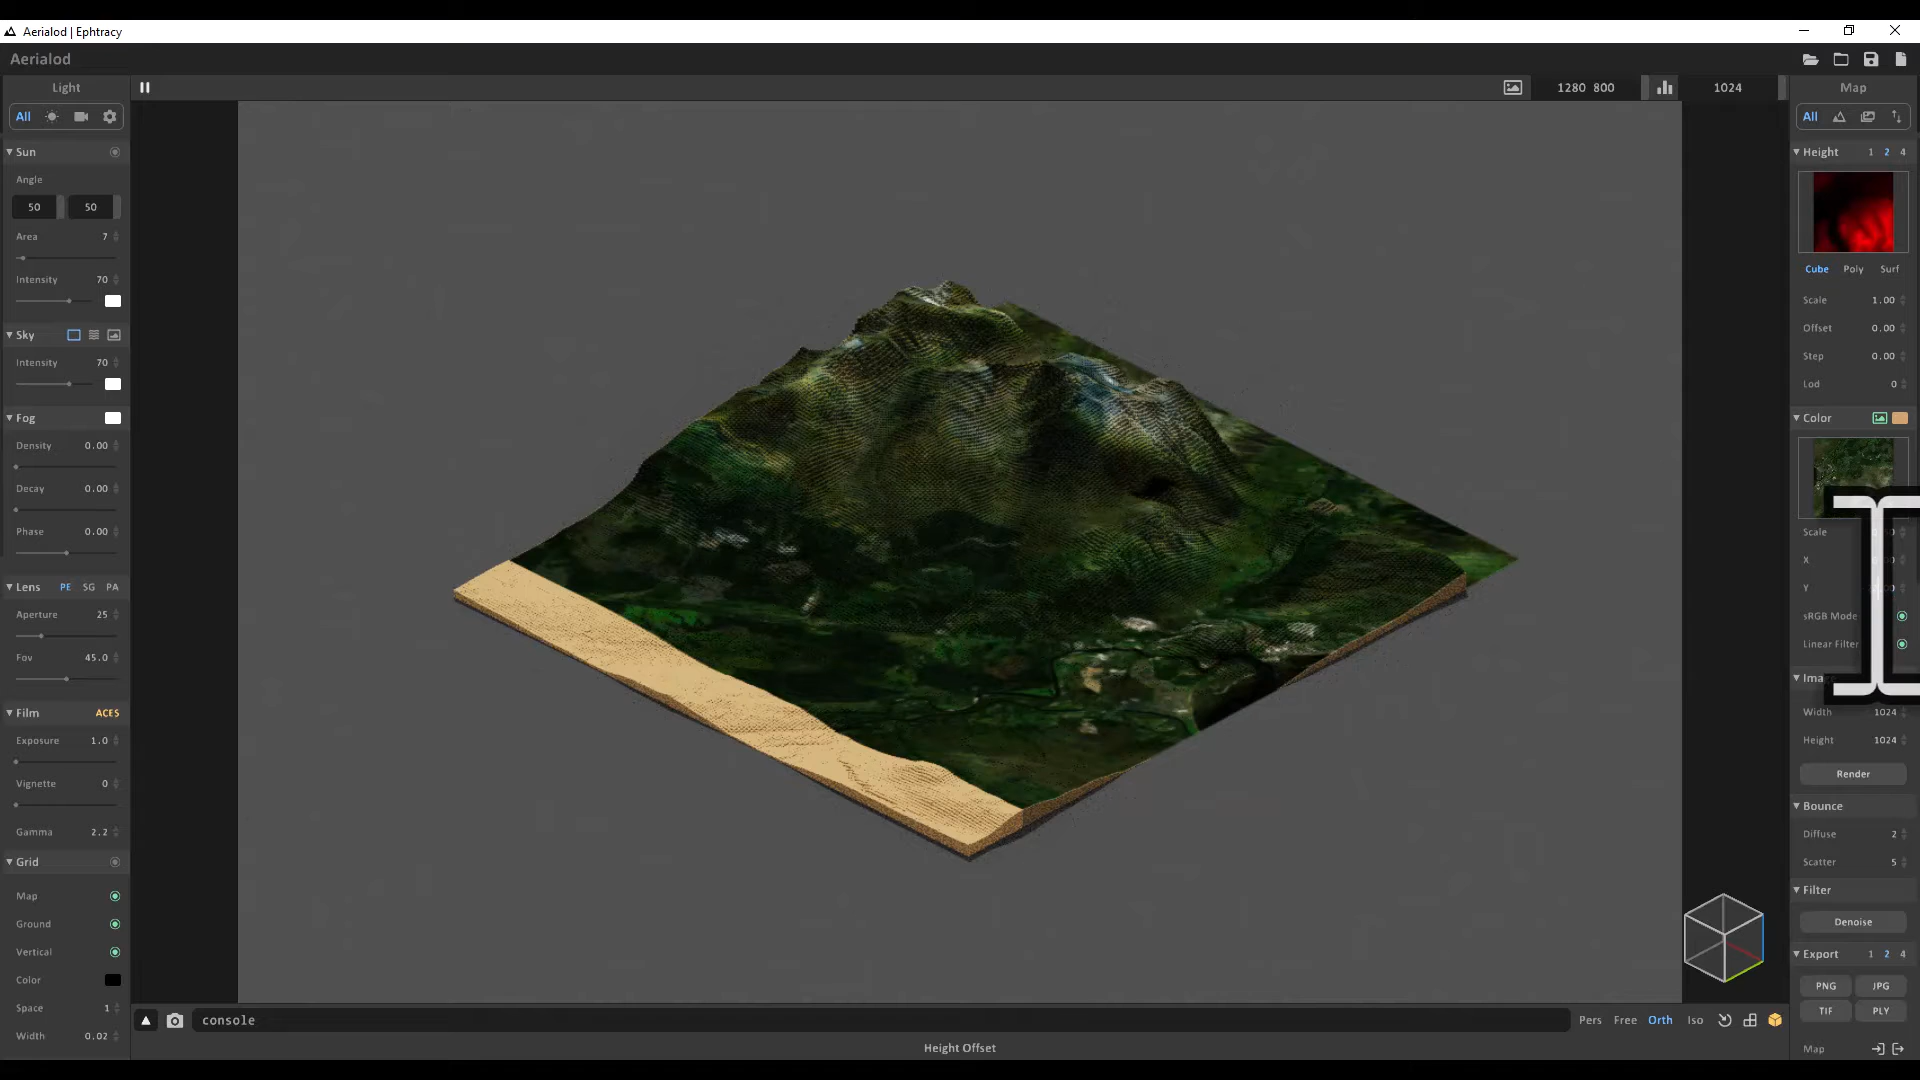 Aerialod | Ephtracy
Aerialod
Light
All
Sun
Angle
50 50
Area 7
Intensity 70
Sky
Intensity 70
Fog
Density 0.00
Decay 0.00
Phase 0.00
Lens PE SG PA
Aperture 25
Fov 45.0
Film ACES
Exposure 1.0
Vignette 0
Gamma 2.2
Grid
Map
Ground
Vertical
Color
Space 1
Width 0.02
1280 800
1024
console
Pers Free Orth Iso
Height Offset
Map
All
Height 1 2 4
Cube Poly Surf
Scale 1.00
Offset 0.00
Step 0.00
Lod 0
Color
Scale
X
Y
sRGB Mode
Linear Filter
Width 1024
Height 1024
Render
Bounce
Diffuse 2
Scatter 5
Filter
Denoise
Export 1 2 4
PNG JPG
TIF PLY
Map